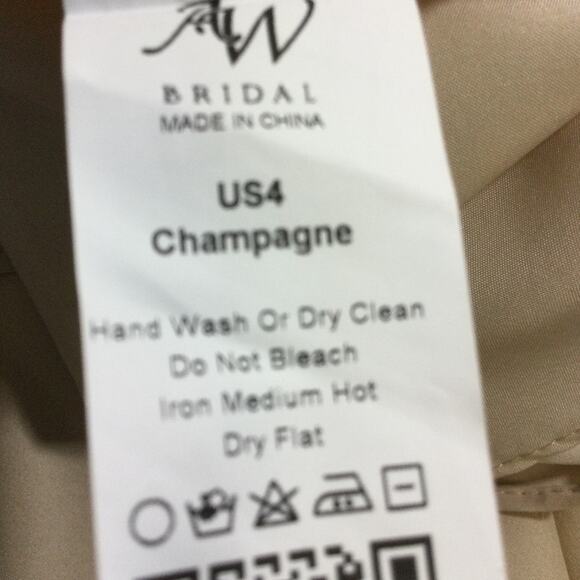 AW
BRIDAL
MADE IN CHINA
US4
Champagne
Hand Wash Or Dry Clean
Do Not Bleach
Iron Medium Hot
Dry Flat